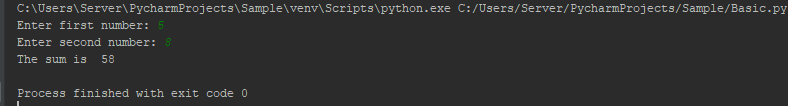 C:\Users\Server\PycharmProjects\Sample\venv\Scripts\python.exe C:/Users/Server/PycharmProjects/Sample/Basic.py
Enter first number: 5
Enter second number: 8
The sum is  58
Process finished with exit code 0